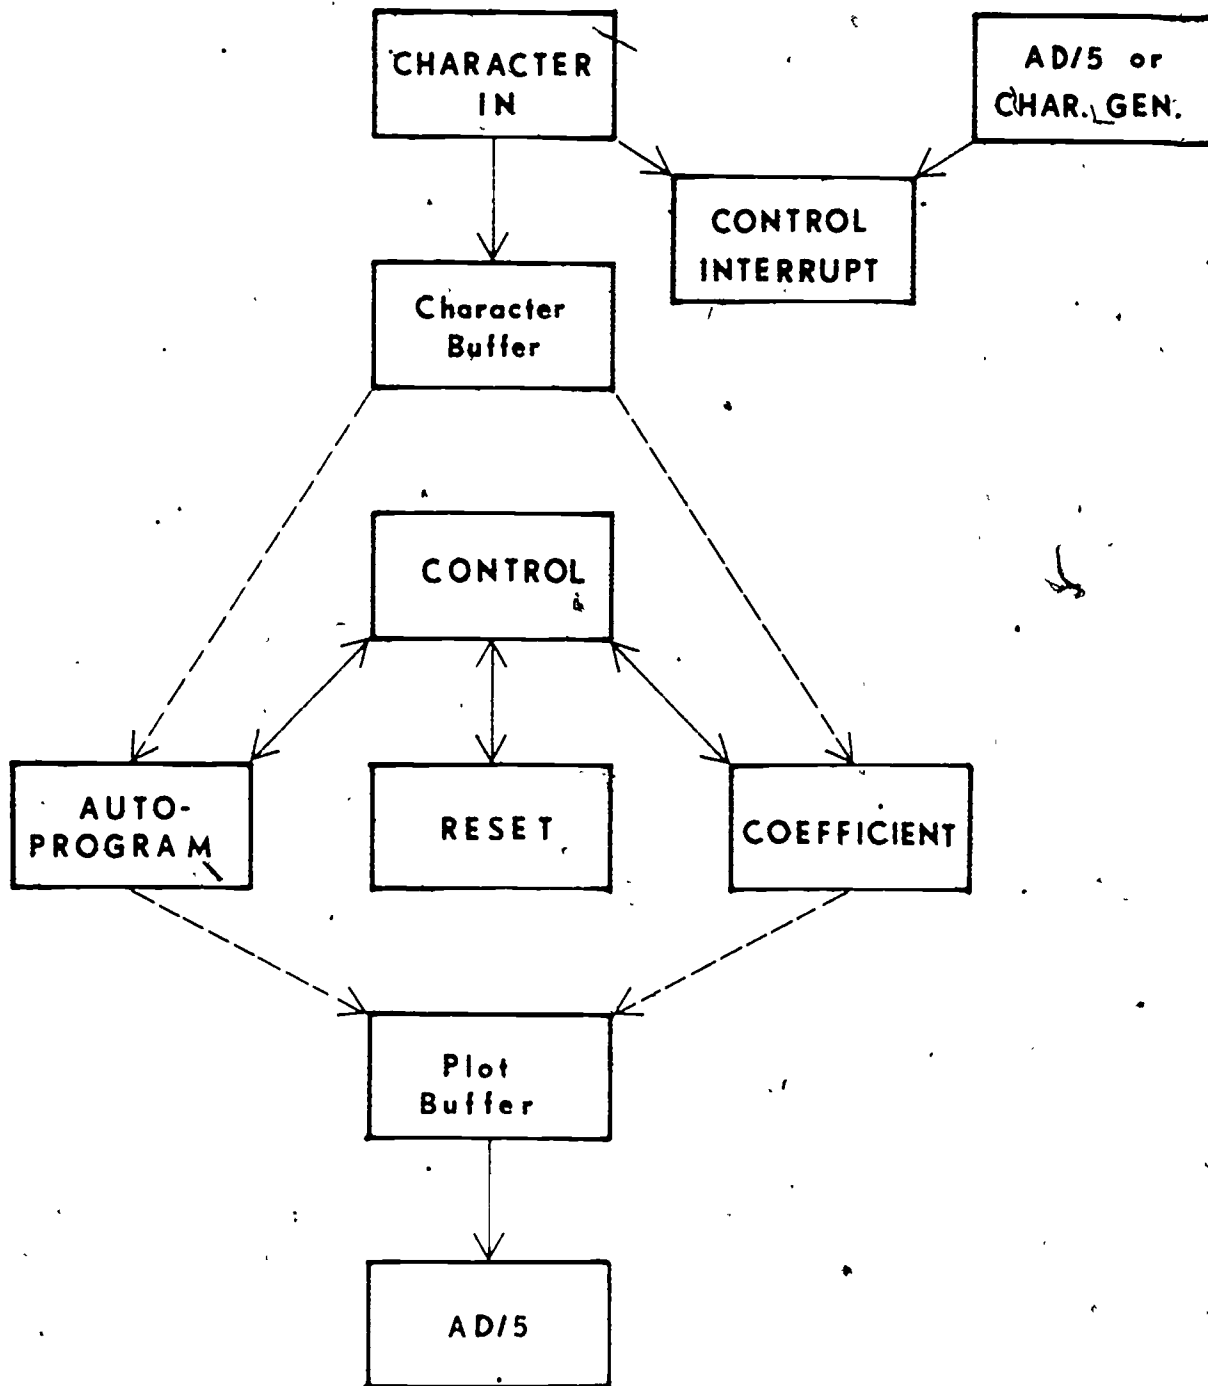 CHARACTER
IN
AD/5 or
CHAR. GEN.
CONTROL
INTERRUPT
Character
Buffer
CONTROL
AUTO-
PROGRAM
RESET
COEFFICIENT
Plot
Buffer
AD/5